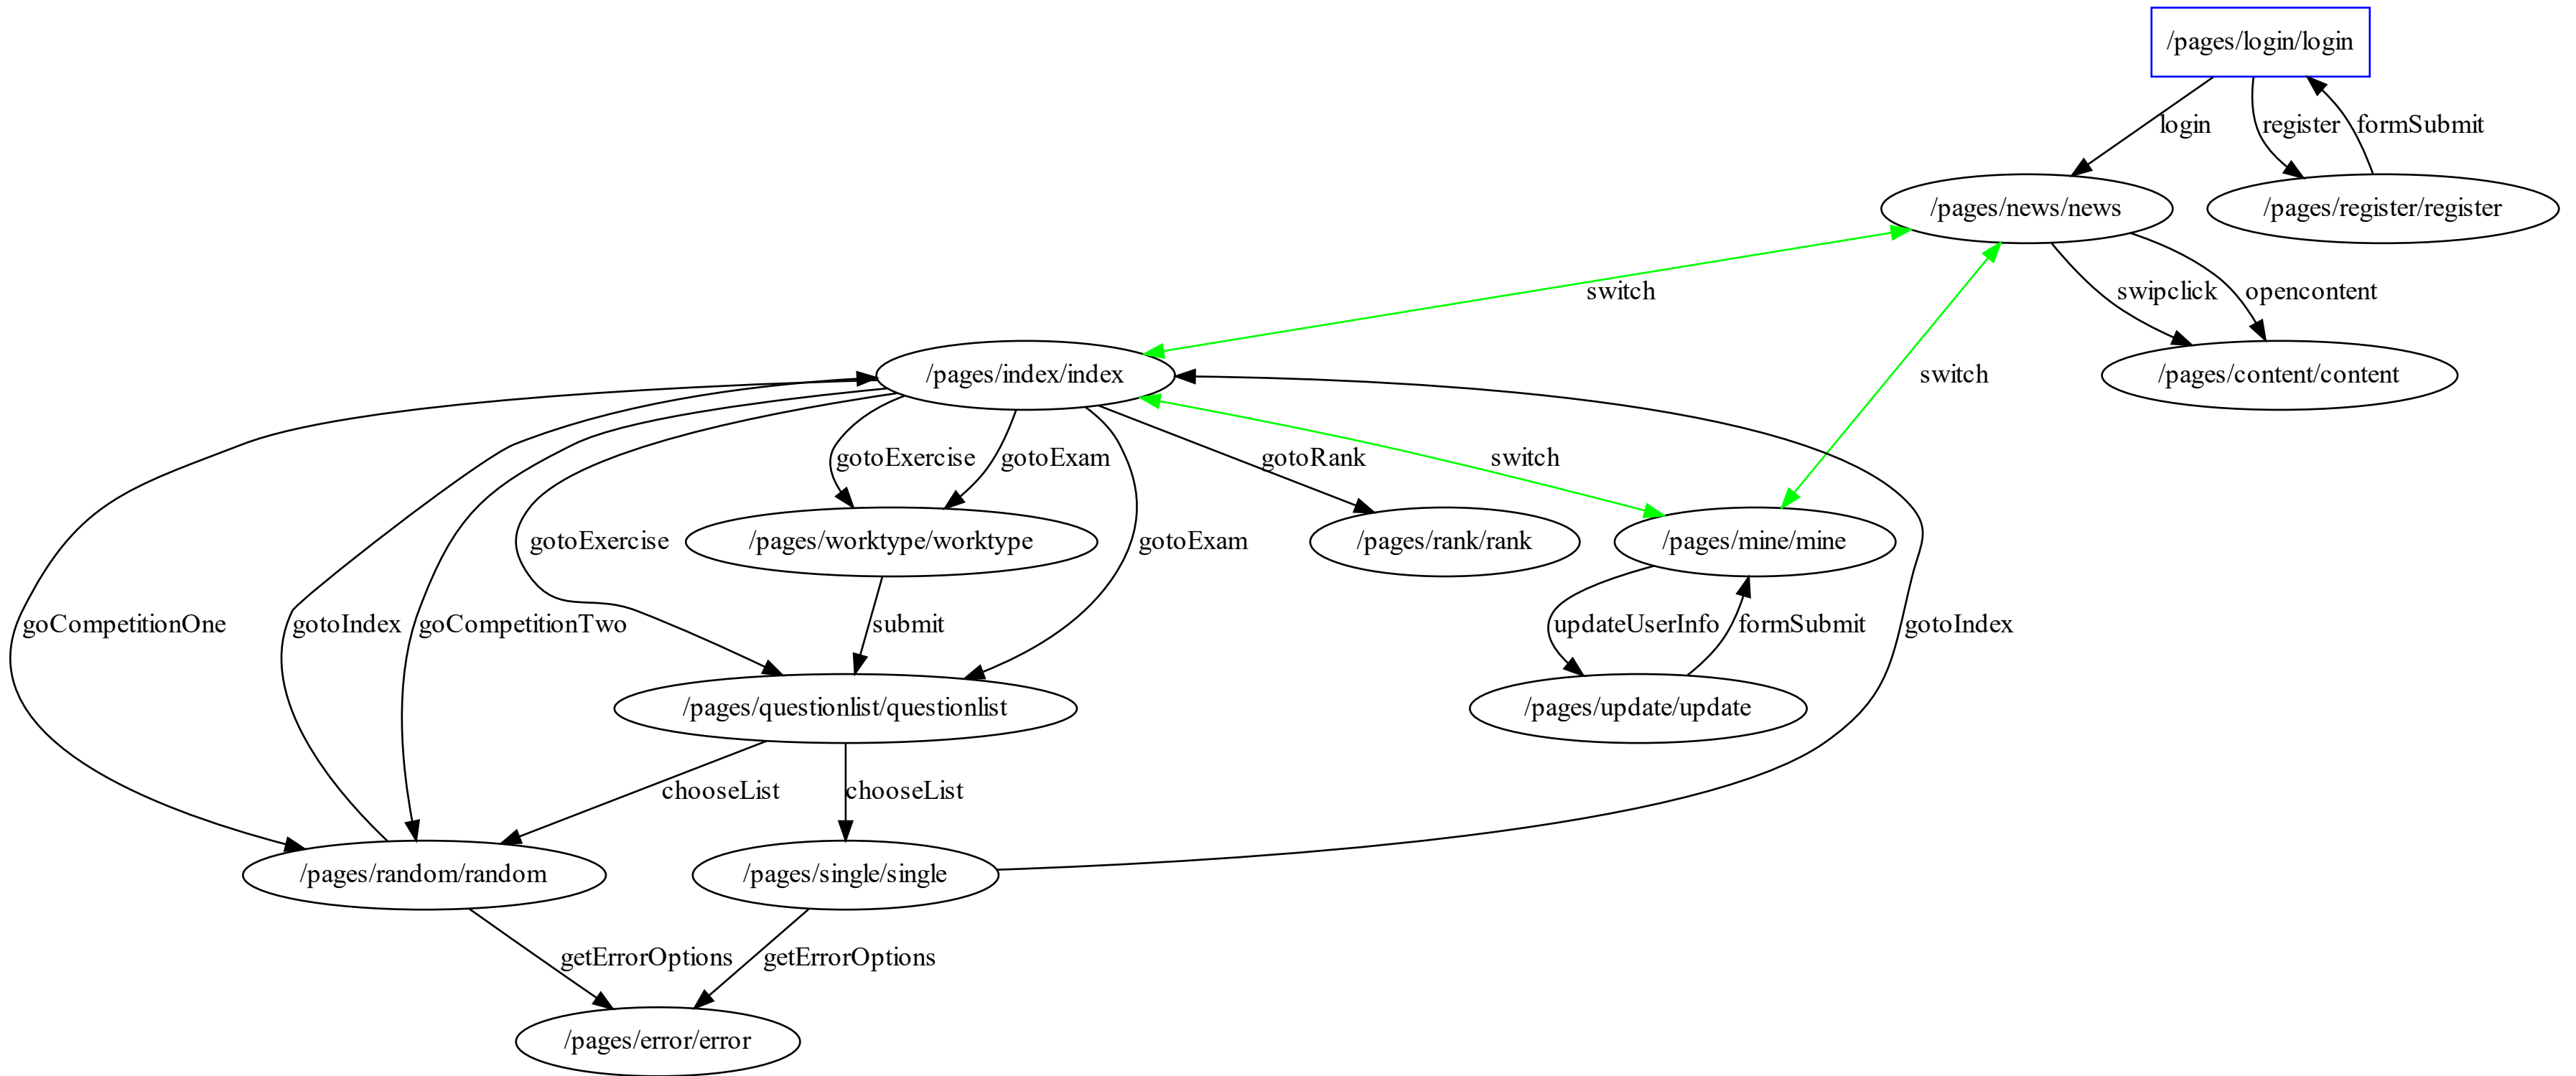 /pages/login/login
login
register
formSubmit
/pages/news/news
/pages/register/register
switch
swipclick
opencontent
/pages/index/index
switch
/pages/content/content
gotoExercise
gotoExam
gotoRank
switch
gotoExercise
/pages/worktype/worktype
gotoExam
/pages/rank/rank
/pages/mine/mine
goCompetitionOne
gotoIndex
goCompetitionTwo
submit
updateUserInfo
formSubmit
gotoIndex
/pages/questionlist/questionlist
/pages/update/update
chooseList
chooseList
/pages/random/random
/pages/single/single
getErrorOptions
getErrorOptions
/pages/error/error